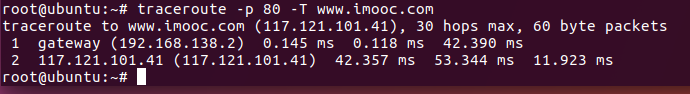 root@ubuntu:~# traceroute -p 80 -T www.imooc.com
traceroute to www.imooc.com (117.121.101.41), 30 hops max, 60 byte packets
 1  gateway (192.168.138.2)  0.145 ms  0.118 ms  42.390 ms
 2  117.121.101.41 (117.121.101.41)  42.357 ms  53.344 ms  11.923 ms
root@ubuntu:~#